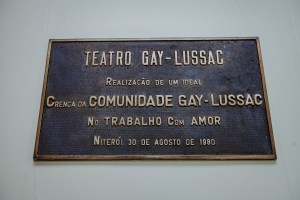 TEATRO GAY-LUSSAC
REALIZAÇÃO DE UM IDEAL
CRENÇA DA COMUNIDADE GAY-LUSSAC
NO TRABALHO COM AMOR
NITERÓI, 30 DE AGOSTO DE 1980